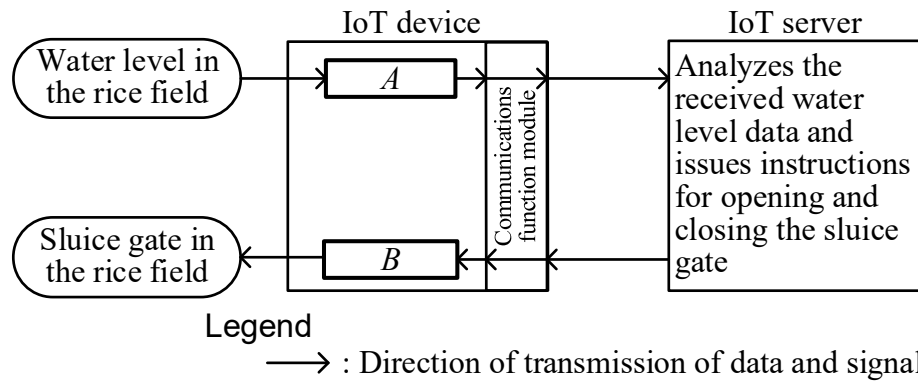 IoT device
IoT server
Water level in
the rice field
A
Communications
function module
Analyzes the
received water
level data and
issues instructions
for opening and
closing the sluice
gate
Sluice gate in
the rice field
B
Legend
: Direction of transmission of data and signal